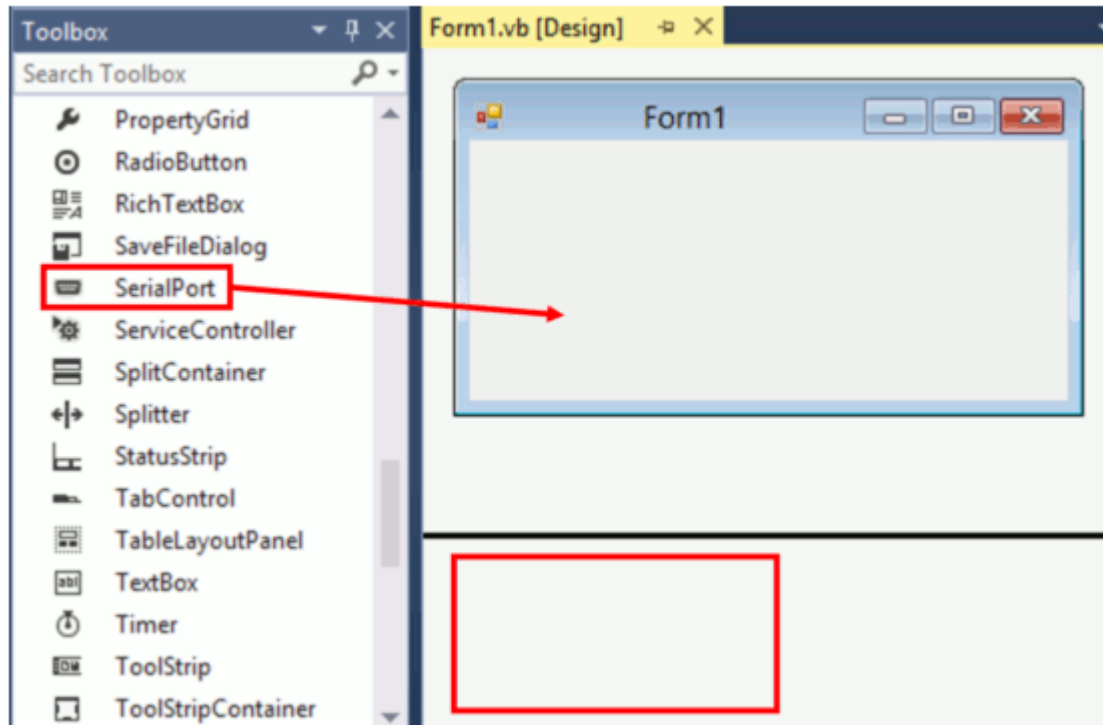 Toolbox
Search Toolbox
PropertyGrid
RadioButton
RichTextBox
SaveFileDialog
SerialPort
ServiceController
SplitContainer
Splitter
StatusStrip
TabControl
TableLayoutPanel
TextBox
Timer
ToolStrip
ToolStripContainer
Form1.vb [Design]
Form1